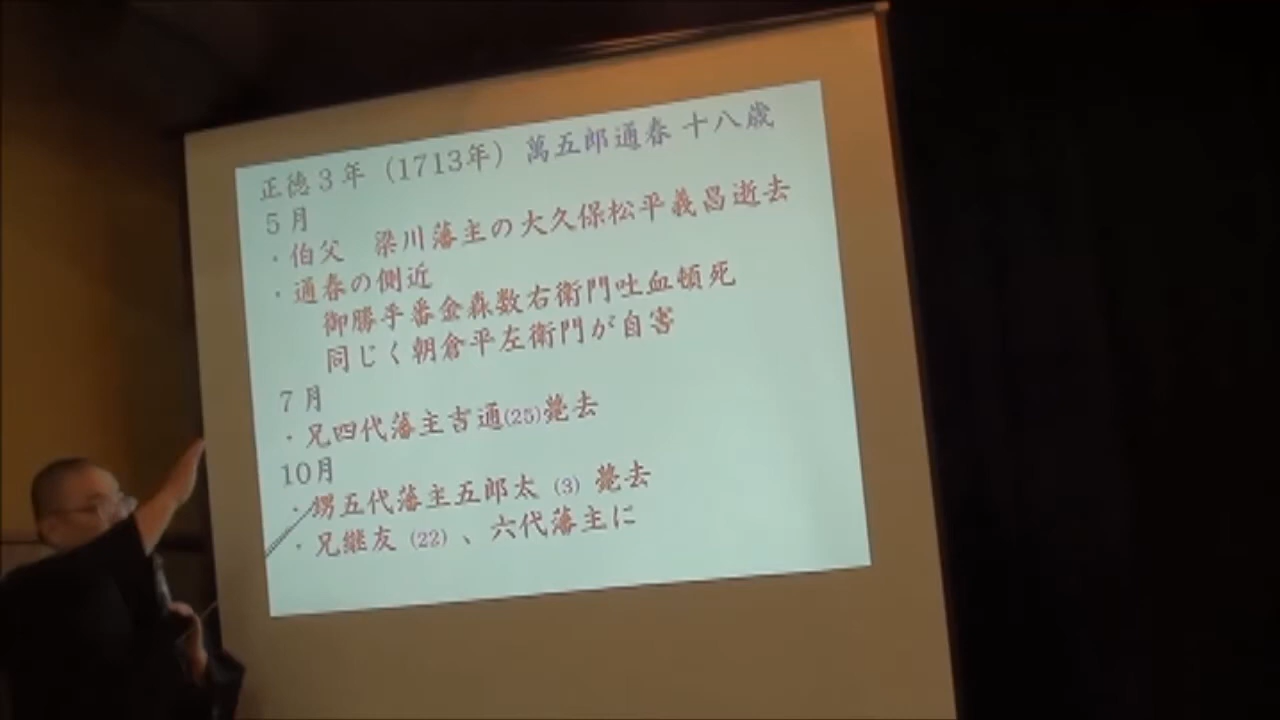 正徳3年(1713年) 萬五郎通春 十八歳
5月
・伯父　梁川藩主の大久保松平義昌逝去
・通春の側近
御勝手番金森数右衛門吐血頓死
同じく朝倉平左衛門が自害
7月
・兄四代藩主吉通(25)薨去
10月
・甥五代藩主五郎太(3) 薨去
・兄継友(22)、六代藩主に